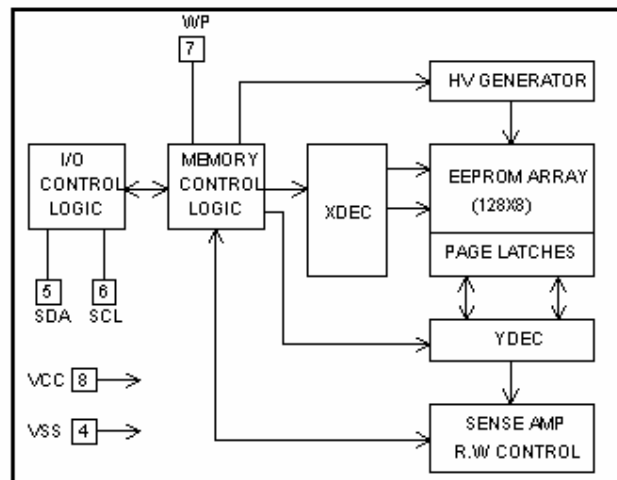 WP
7
HV GENERATOR
I/O
CONTROL
LOGIC
MEMORY
CONTROL
LOGIC
XDEC
EEPROM ARRAY
(128X8)
PAGE LATCHES
5
6
SDA
SCL
YDEC
VCC 8
VSS 4
SENSE AMP
R.W CONTROL